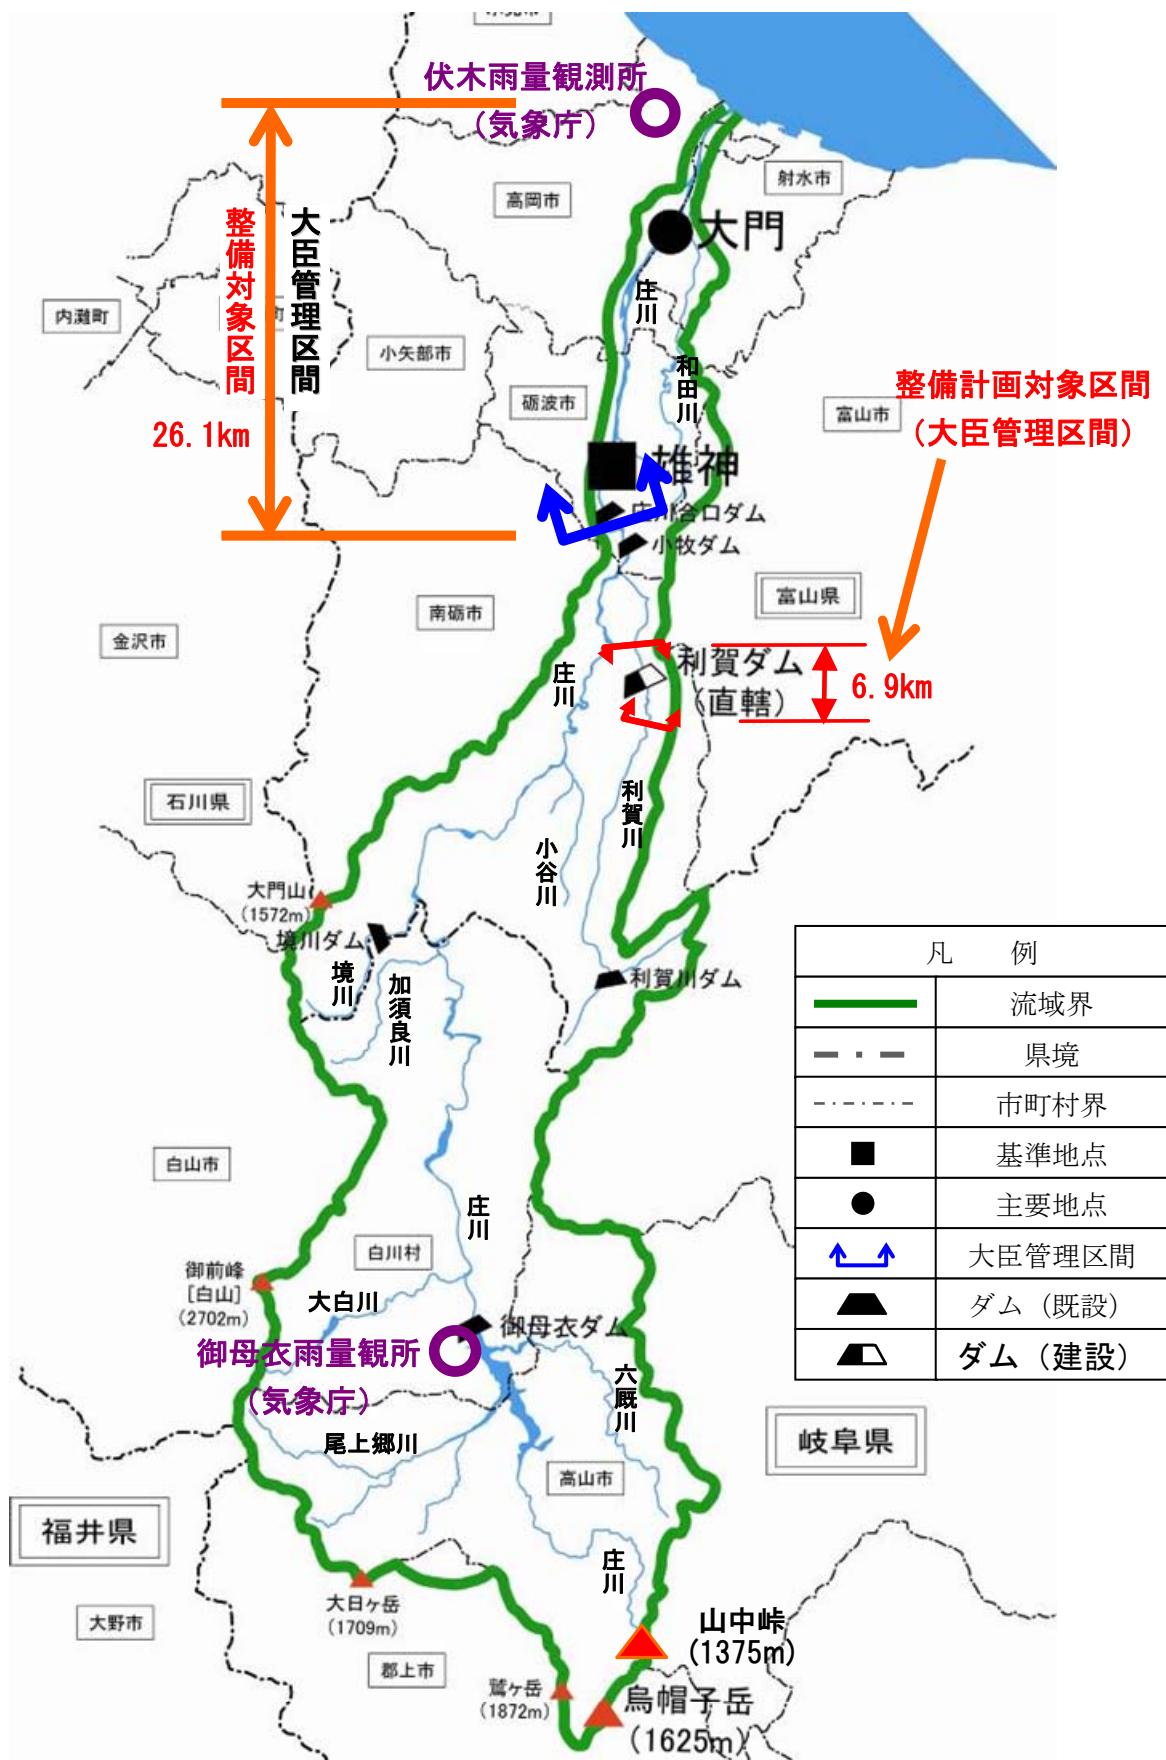 伏木雨量観測所
(気象庁)
射水市
高岡市
大門
整備対象区間
大臣管理区間
26.1km
内灘町
町
小矢部市
庄川
和田川
砺波市
整備計画対象区間
(大臣管理区間)
富山市
雄神
庄川合口ダム
小牧ダム
富山県
南砺市
金沢市
利賀ダム
(直轄)
6.9km
庄川
石川県
利賀川
小谷川
大門山
(1572m)
境川ダム
境川
加須良川
利賀川ダム
凡 例
流域界
県境
市町村界
基準地点
主要地点
大臣管理区間
ダム (既設)
ダム (建設)
白山市
庄川
白川村
御前峰
[白山]
(2702m)
大白川
御母衣ダム
御母衣雨量観所
(気象庁)
六厩川
尾上郷川
岐阜県
高山市
福井県
庄川
大野市
大日ヶ岳
(1709m)
山中峠
(1375m)
郡上市
鷲ヶ岳
(1872m)
烏帽子岳
(1625m)